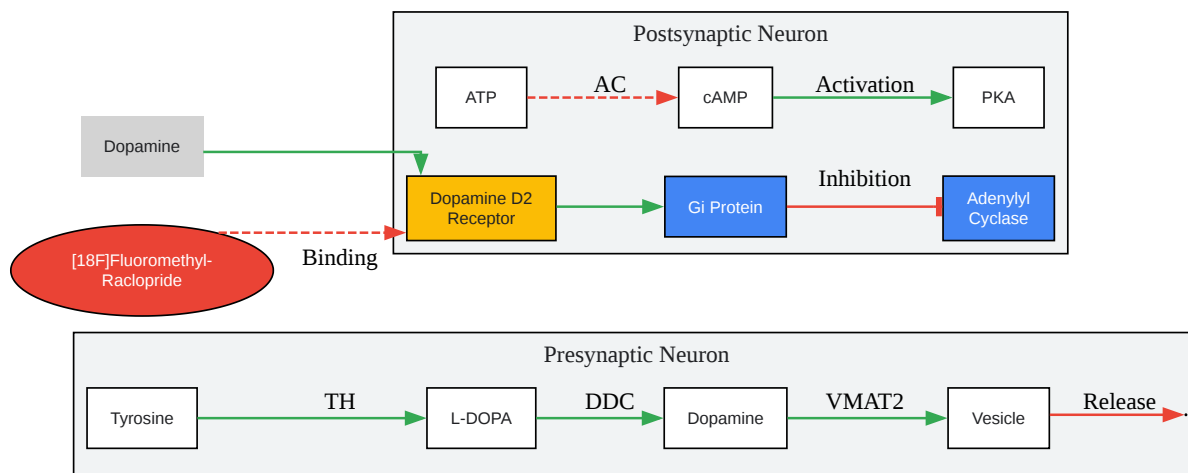 Postsynaptic Neuron
ATP
AC
cAMP
Activation
PKA
Dopamine
Dopamine D2
Receptor
Gi Protein
Inhibition
Adenylyl
Cyclase
[18F]Fluoromethyl-
Raclopride
Binding
Presynaptic Neuron
Tyrosine
TH
L-DOPA
DDC
Dopamine
VMAT2
Vesicle
Release